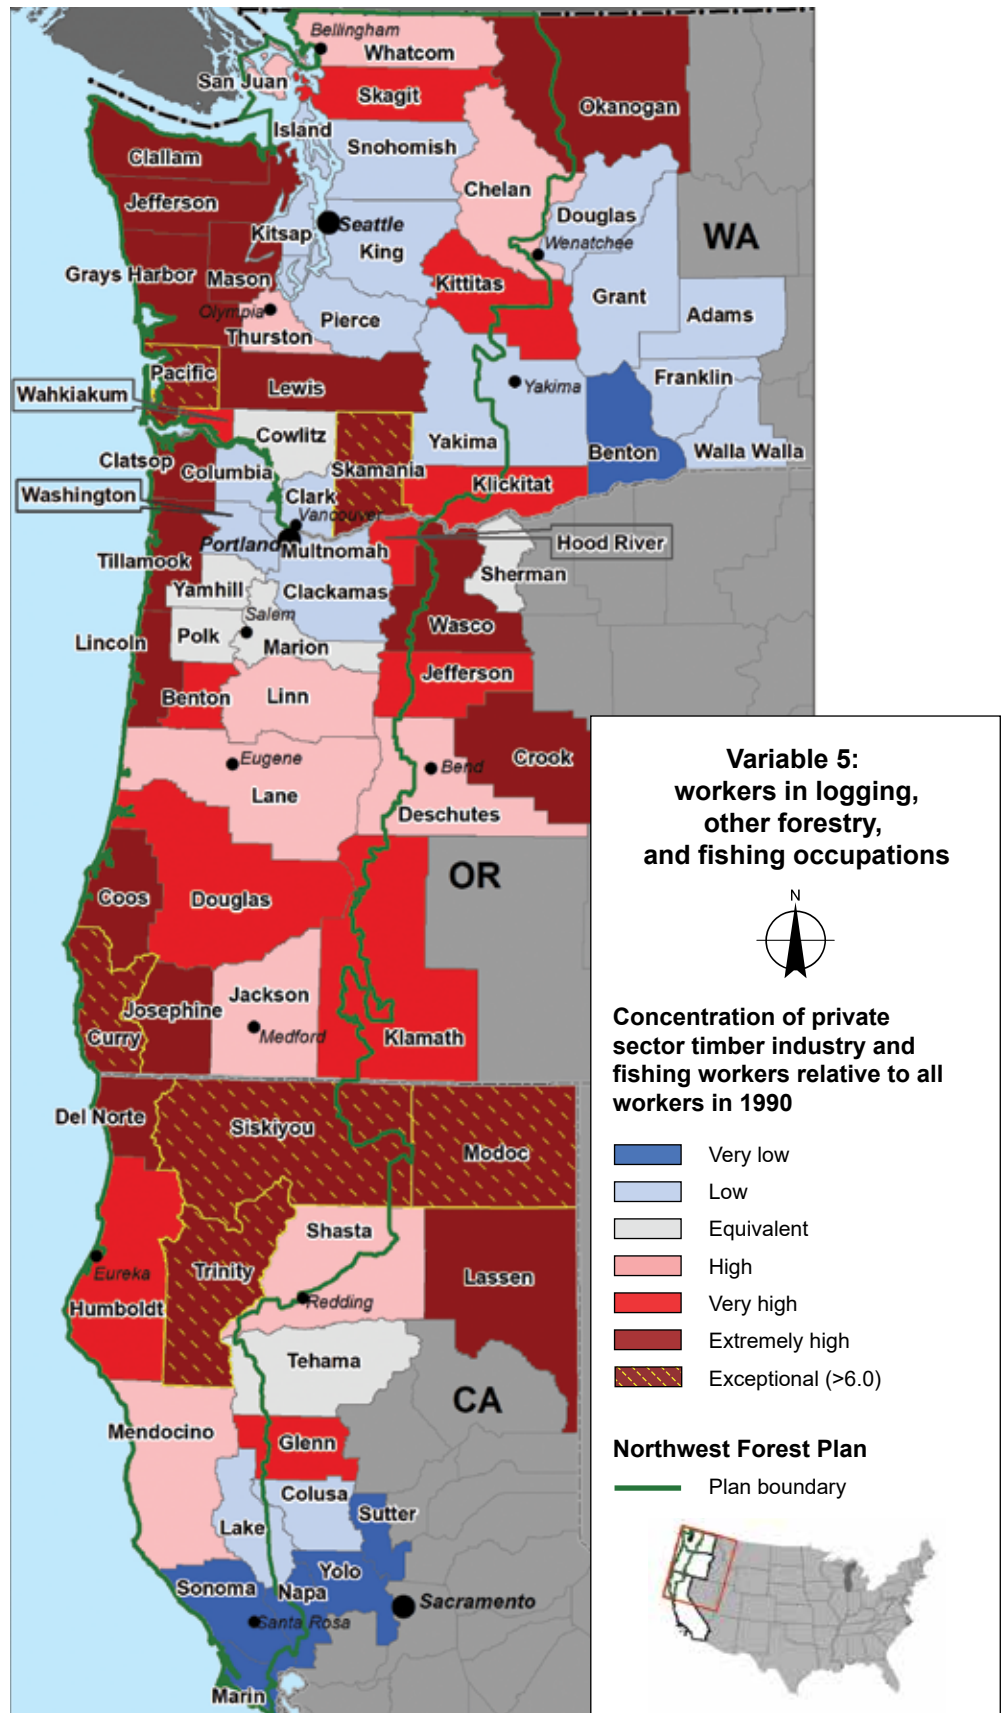 Bellingham
Whatcom
San Juan
Skagit
Okanogan
Island
Snohomish
Clallam
Chelan
Jefferson
Douglas
Seattle
Kitsap
King
Wenatchee
WA
Grays Harbor
Mason
Kittitas
Grant
Olympia
Pierce
Adams
Thurston
Pacific
Lewis
Yakima
Franklin
Wahkiakum
Cowlitz
Yakima
Benton
Walla Walla
Clatsop
Columbia
Skamania
Washington
Clark
Klickitat
Vancouver
Portland
Multnomah
Hood River
Tillamook
Yamhill
Clackamas
Sherman
Salem
Lincoln
Polk
Marion
Wasco
Jefferson
Benton
Linn
Eugene
Bend
Crook
Lane
Deschutes
OR
Coos
Douglas
Jackson
Josephine
Curry
Medford
Klamath
Del Norte
Siskiyou
Modoc
Shasta
Eureka
Trinity
Lassen
Humboldt
Redding
Tehama
CA
Mendocino
Glenn
Colusa
Sutter
Lake
Yolo
Sonoma
Napa
Sacramento
Santa Rosa
Marin
Variable 5:
workers in logging,
other forestry,
and fishing occupations
N
Concentration of private
sector timber industry and
fishing workers relative to all
workers in 1990
Very low
Low
Equivalent
High
Very high
Extremely high
Exceptional (>6.0)
Northwest Forest Plan
Plan boundary